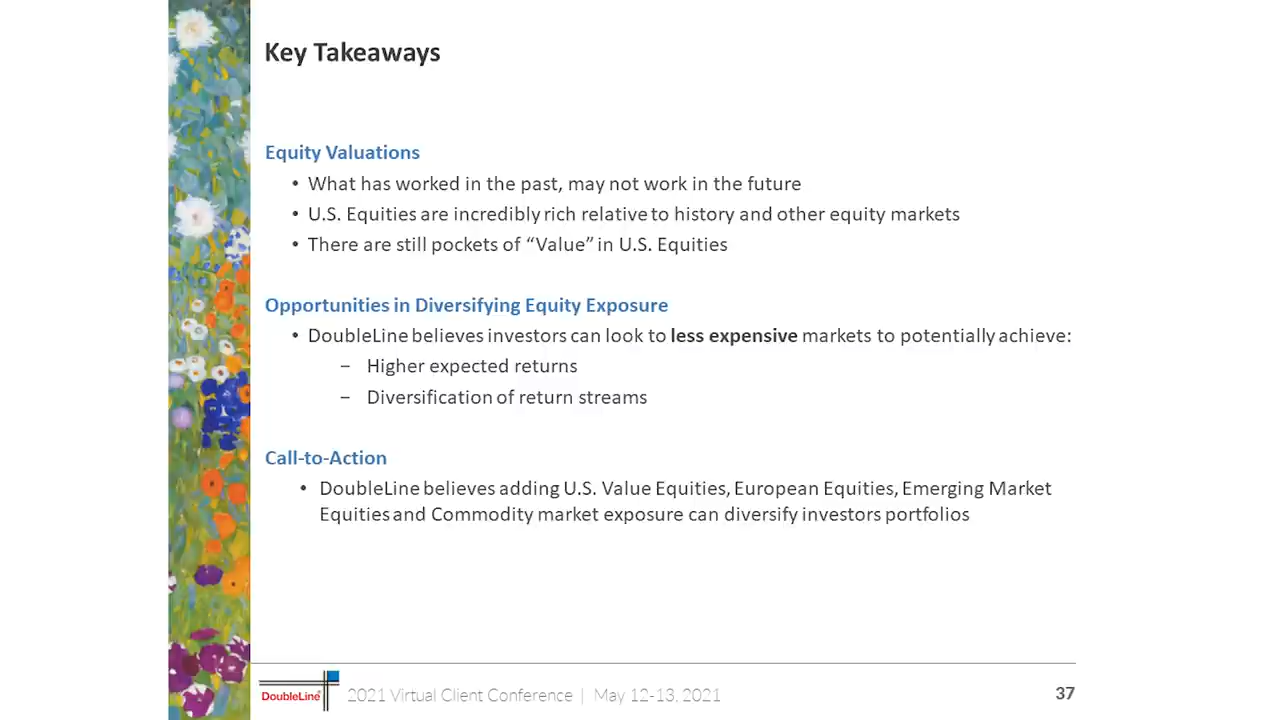 Key Takeaways
Equity Valuations
• What has worked in the past, may not work in the future
• U.S. Equities are incredibly rich relative to history and other equity markets
• There are still pockets of “Value” in U.S. Equities
Opportunities in Diversifying Equity Exposure
• DoubleLine believes investors can look to less expensive markets to potentially achieve:
– Higher expected returns
– Diversification of return streams
Call-to-Action
• DoubleLine believes adding U.S. Value Equities, European Equities, Emerging Market
Equities and Commodity market exposure can diversify investors portfolios
DoubleLine® 2021 Virtual Client Conference | May 12-13, 2021 37